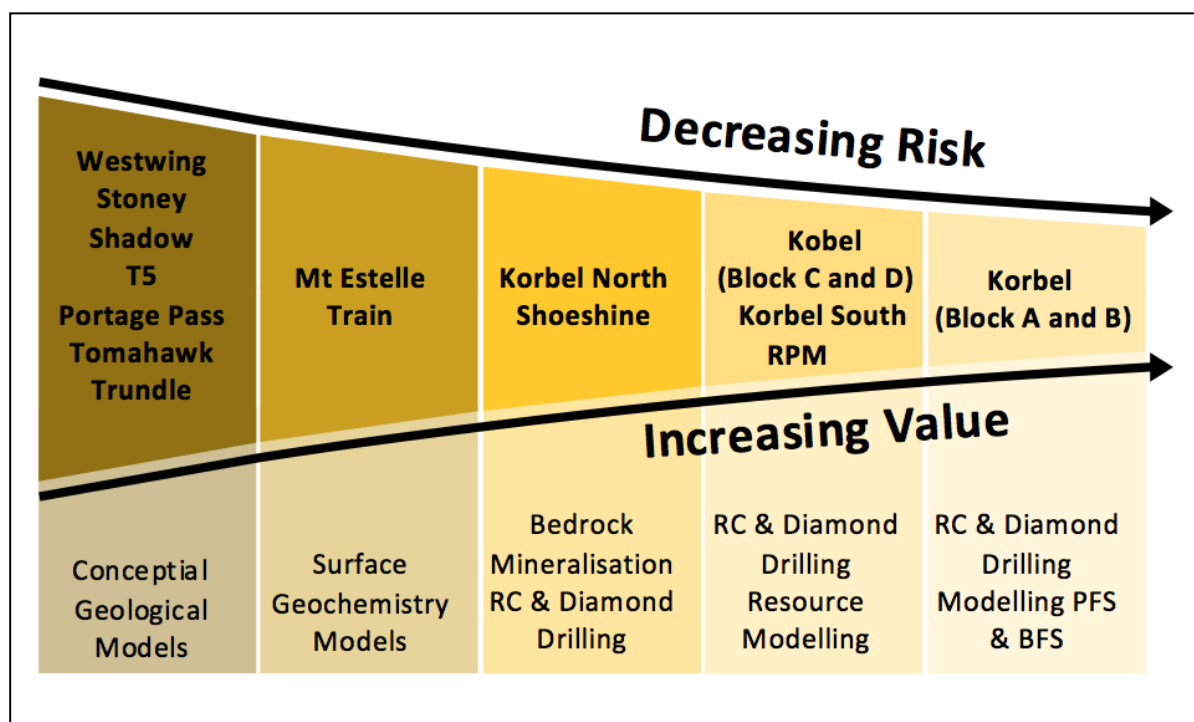 Decreasing Risk
Westwing
Stoney
Shadow
T5
Portage Pass
Tomahawk
Trundle
Mt Estelle
Train
Korbel North
Shoeshine
Kobel
(Block C and D)
Korbel South
RPM
Korbel
(Block A and B)
Increasing Value
Conceptial
Geological
Models
Surface
Geochemistry
Models
Bedrock
Mineralisation
RC & Diamond
Drilling
RC & Diamond
Drilling
Resource
Modelling
RC & Diamond
Drilling
Modelling PFS
& BFS